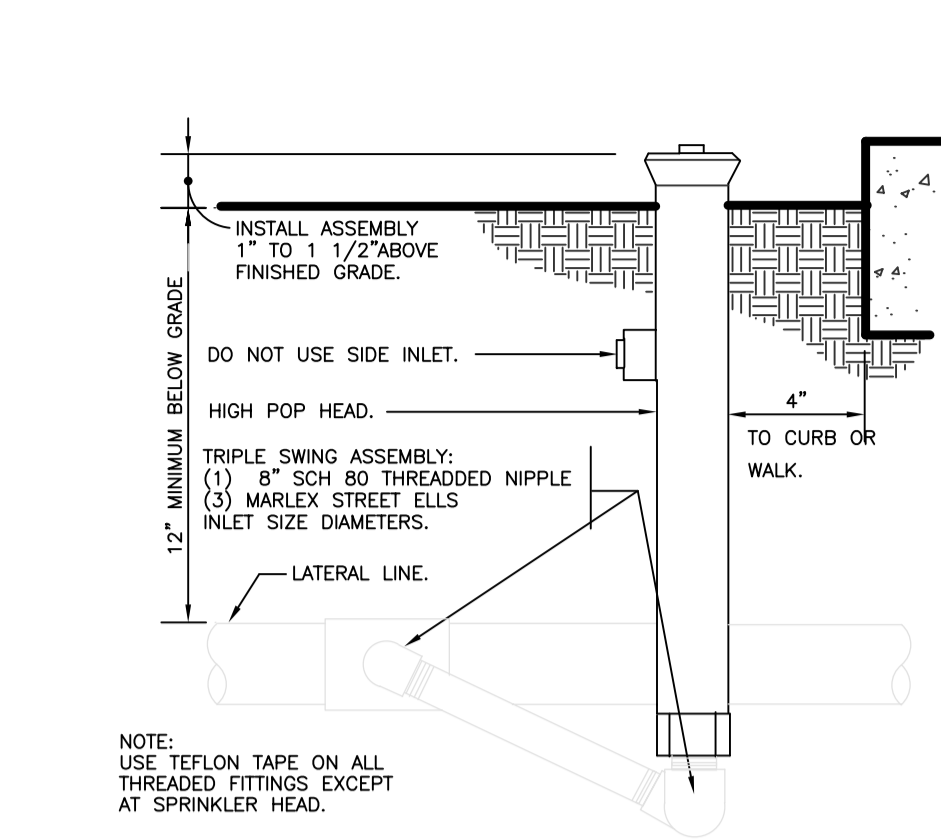 INSTALL ASSEMBLY
1" TO 1 1/2"ABOVE
FINISHED GRADE.
12" MINIMUM BELOW GRADE
DO NOT USE SIDE INLET.
HIGH POP HEAD.
4"
TO CURB OR
WALK.
TRIPLE SWING ASSEMBLY:
(1) 8" SCH 80 THREADDED NIPPLE
(3) MARLEX STREET ELLS
INLET SIZE DIAMETERS.
LATERAL LINE.
NOTE:
USE TEFLON TAPE ON ALL
THREADED FITTINGS EXCEPT
AT SPRINKLER HEAD.